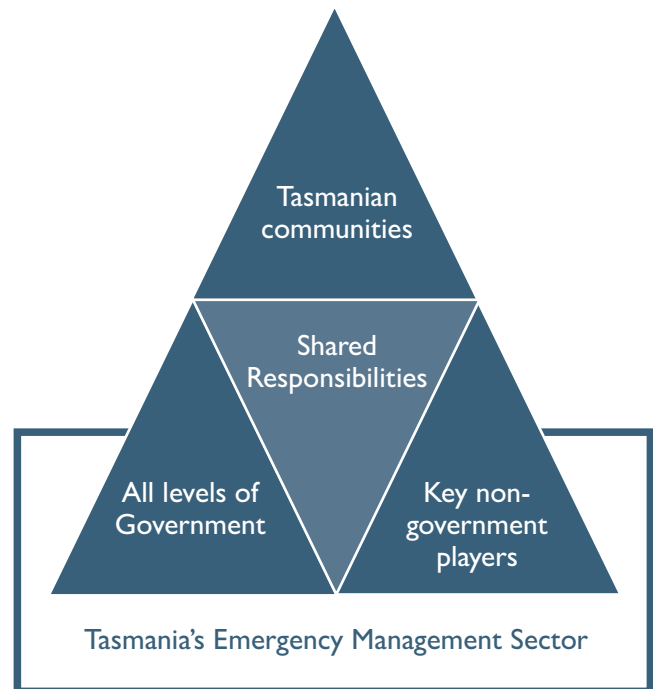 Tasmanian
communities
Shared
Responsibilities
All levels of
Government
Key non-
government
players
Tasmania’s Emergency Management Sector